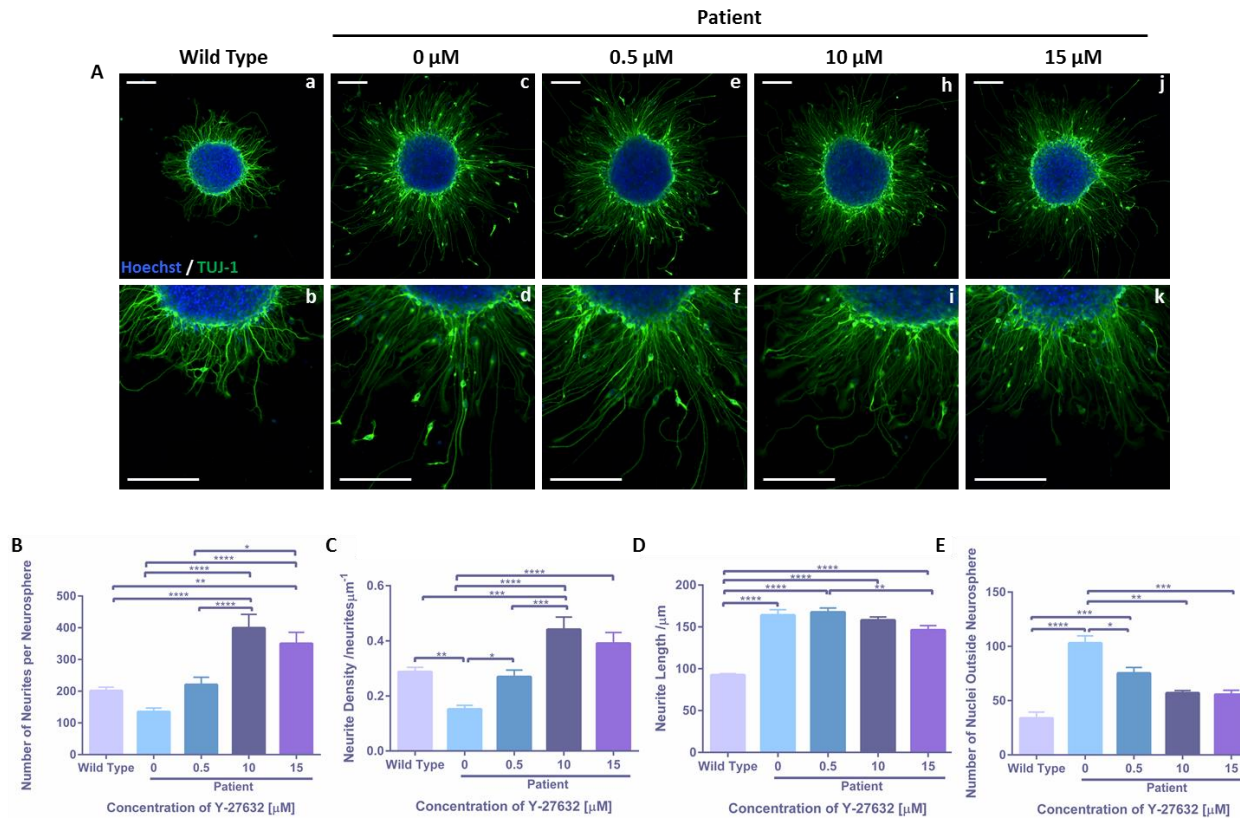 Patient
Wild Type 0 µM 0.5 µM 10 µM 15 µM
A
a c e h j
Hoechst / TUJ-1
b d f i k
B
Number of Neurites per Neurosphere
500
400
300
200
100
0
*
****
****
**
****
****
Wild Type 0 0.5 10 15
Patient
Concentration of Y-27632 [µM]
C
Neurite Density /neuritesµm-1
0.6
0.4
0.2
0.0
****
****
***
***
**
*
Wild Type 0 0.5 10 15
Patient
Concentration of Y-27632 [µM]
D
Neurite Length /µm
200
150
100
50
0
****
****
****
**
****
Wild Type 0 0.5 10 15
Patient
Concentration of Y-27632 [µM]
E
Number of Nuclei Outside Neurosphere
150
100
50
0
***
**
***
****
*
Wild Type 0 0.5 10 15
Patient
Concentration of Y-27632 [µM]